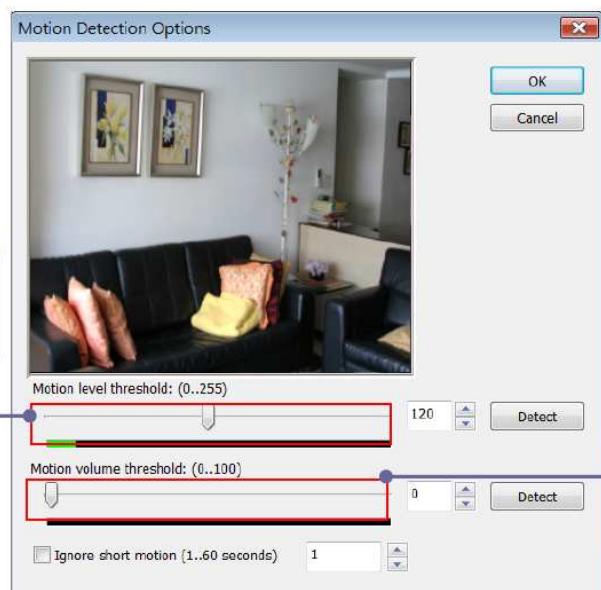 Motion Detection Options
OK
Cancel
Motion level threshold: (0..255)
120
Detect
Motion volume threshold: (0..100)
0
Detect
Ignore short motion (1..60 seconds)
1